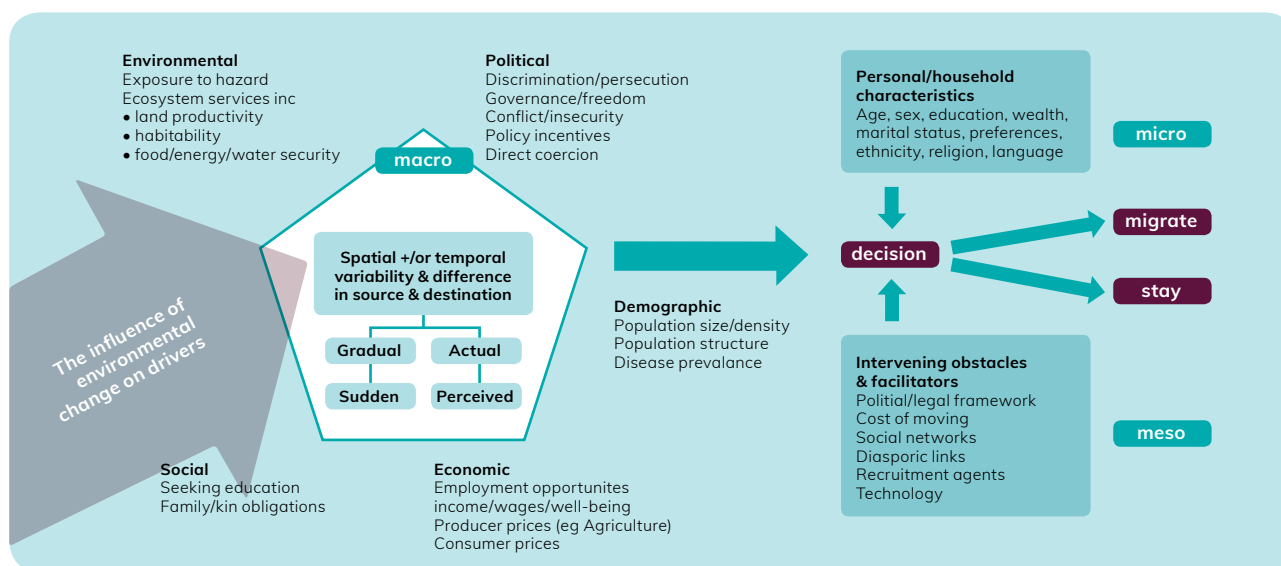 Environmental
Exposure to hazard
Ecosystem services inc
• land productivity
• habitability
• food/energy/water security
Political
Discrimination/persecution
Governance/freedom
Conflict/insecurity
Policy incentives
Direct coercion
macro
Spatial +/or temporal
variability & difference
in source & destination
Gradual
Actual
Sudden
Perceived
The influence of
environmental
change on drivers
Social
Seeking education
Family/kin obligations
Economic
Employment opportunites
income/wages/well-being
Producer prices (eg Agriculture)
Consumer prices
Demographic
Population size/density
Population structure
Disease prevalance
Personal/household
characteristics
Age, sex, education, wealth,
marital status, preferences,
ethnicity, religion, language
micro
decision
migrate
stay
Intervening obstacles
& facilitators
Politial/legal framework
Cost of moving
Social networks
Diasporic links
Recruitment agents
Technology
meso